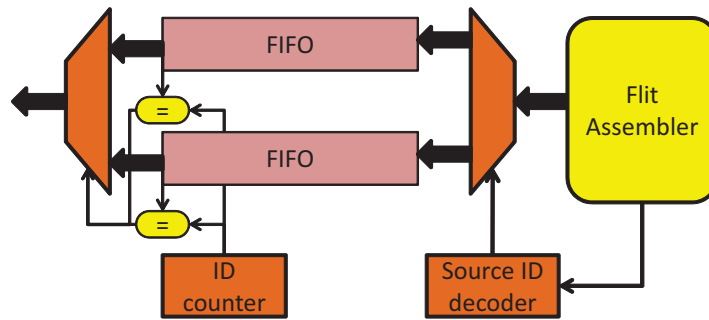 FIFO
Flit
Assembler
=
FIFO
=
ID
counter
Source ID
decoder